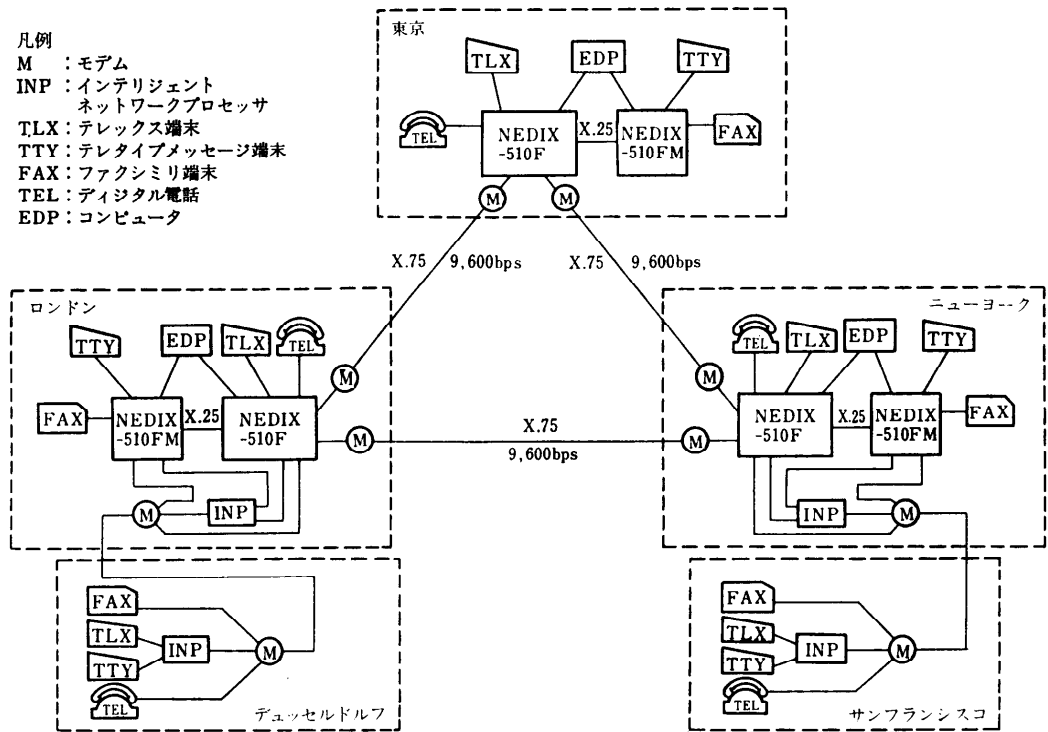 凡例
M : モデム
INP : インテリジェント
ネットワークプロセッサ
TLX : テレックス端末
TTY : テレタイプメッセージ端末
FAX : ファクシミリ端末
TEL : ディジタル電話
EDP : コンピュータ
東京
TLX
EDP
TTY
TEL
NEDIX
-510F
X.25
NEDIX
-510FM
FAX
M
M
X.75 9,600bps
X.75 9,600bps
ロンドン
TTY
EDP
TLX
TEL
M
FAX
NEDIX
-510FM
X.25
NEDIX
-510F
M
M
INP
X.75
9,600bps
ニューヨーク
TEL
TLX
EDP
TTY
M
M
NEDIX
-510F
X.25
NEDIX
-510FM
FAX
INP
M
FAX
TLX
TTY
INP
M
TEL
デュッセルドルフ
FAX
TLX
TTY
INP
M
TEL
サンフランシスコ